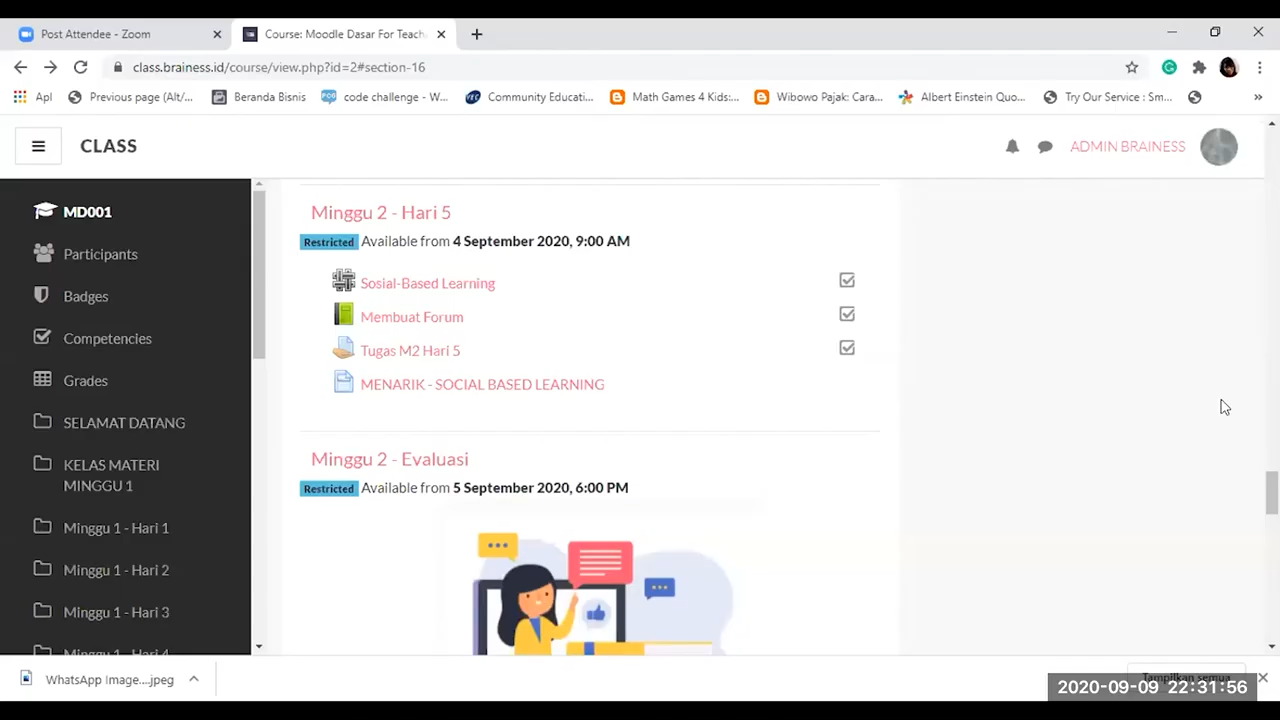 Post Attendee - Zoom
Course: Moodle Dasar For Teach
class.brainess.id/course/view.php?id=2#section-16
Apl
Previous page (Alt/...
Beranda Bisnis
code challenge - W...
Community Educati...
Math Games 4 Kids:...
Wibowo Pajak: Cara...
Albert Einstein Quo...
Try Our Service : Sm...
CLASS
ADMIN BRAINESS
MD001
Participants
Badges
Competencies
Grades
SELAMAT DATANG
KELAS MATERI
MINGGU 1
Minggu 1 - Hari 1
Minggu 1 - Hari 2
Minggu 1 - Hari 3
Minggu 1 - Hari 4
Minggu 2 - Hari 5
Restricted Available from 4 September 2020, 9:00 AM
Sosial-Based Learning
Membuat Forum
Tugas M2 Hari 5
MENARIK - SOCIAL BASED LEARNING
Minggu 2 - Evaluasi
Restricted Available from 5 September 2020, 6:00 PM
WhatsApp Image....jpeg
Tampilkan semua
2020-09-09 22:31:56